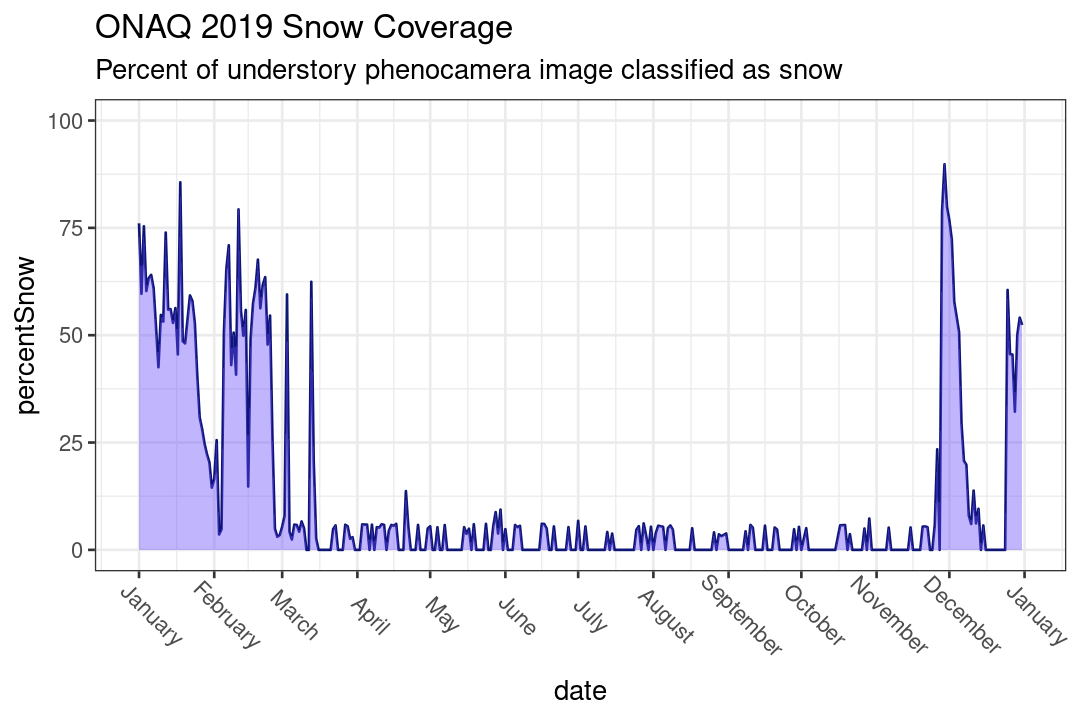 ONAQ 2019 Snow Coverage
Percent of understory phenocamera image classified as snow
100
75
50
25
0
percentSnow
January February March April May June July August September October November December January
date